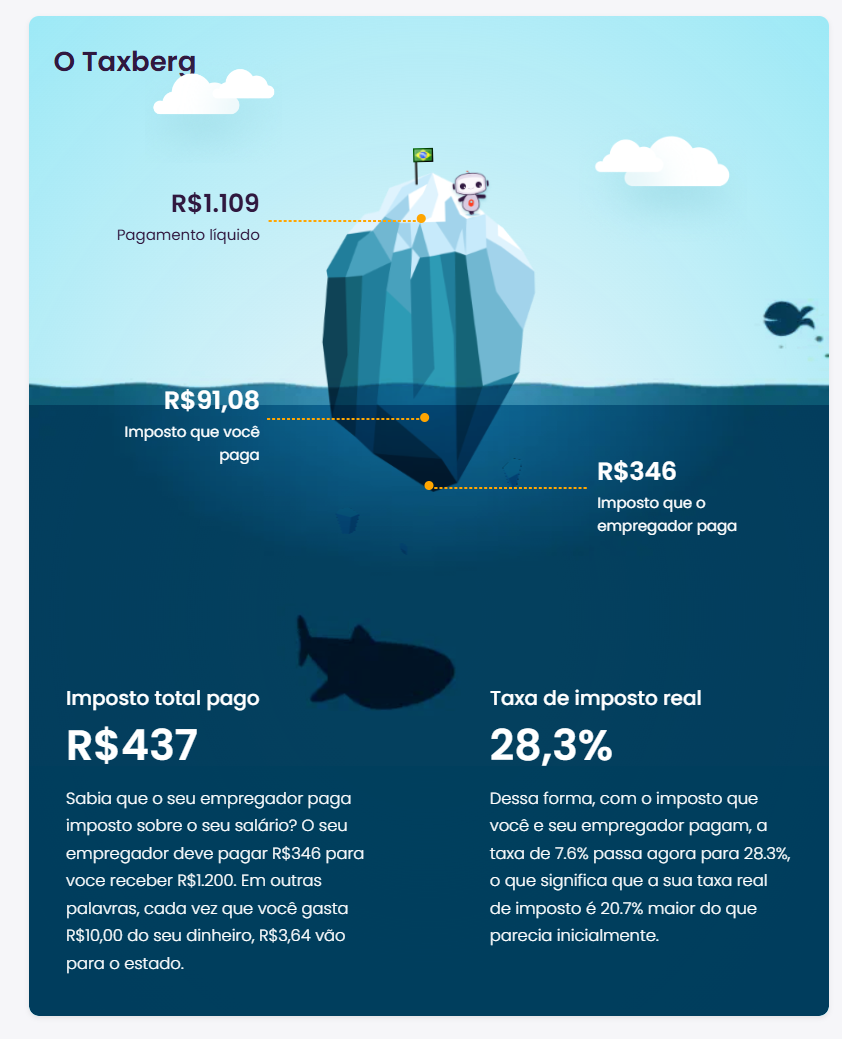 O Taxberg
R$1.109
Pagamento líquido
R$91,08
Imposto que você
paga
R$346
Imposto que o
empregador paga
Imposto total pago
R$437
Sabia que o seu empregador paga
imposto sobre o seu salário? O seu
empregador deve pagar R$346 para
voce receber R$1.200. Em outras
palavras, cada vez que você gasta
R$10,00 do seu dinheiro, R$3,64 vão
para o estado.
Taxa de imposto real
28,3%
Dessa forma, com o imposto que
você e seu empregador pagam, a
taxa de 7.6% passa agora para 28.3%,
o que significa que a sua taxa real
de imposto é 20.7% maior do que
parecia inicialmente.